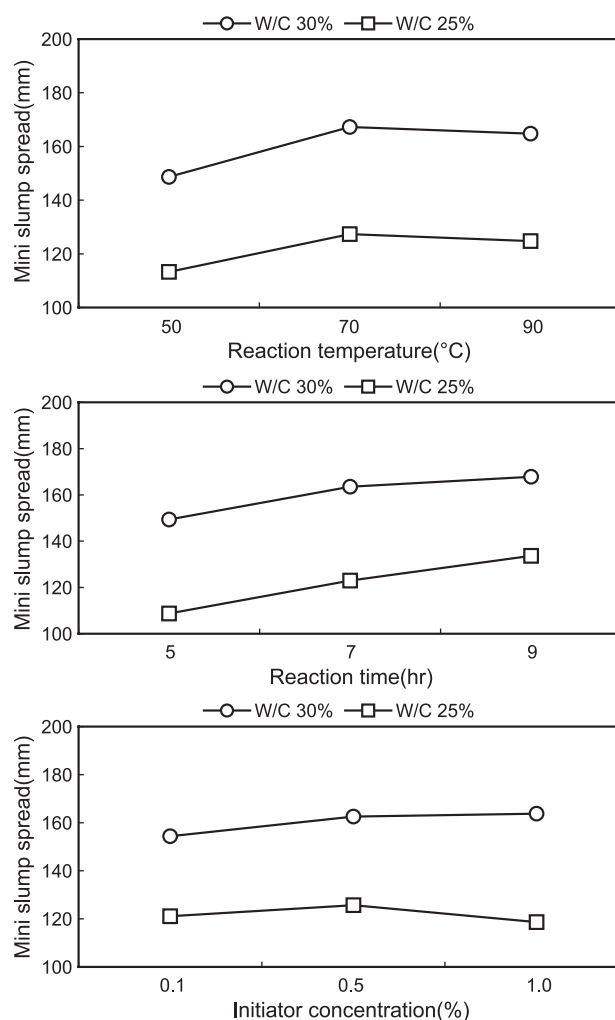 W/C 30% W/C 25%
200
180
160
140
120
100
Mini slump spread(mm)
50 70 90
Reaction temperature(°C)
W/C 30% W/C 25%
200
180
160
140
120
100
Mini slump spread(mm)
5 7 9
Reaction time(hr)
W/C 30% W/C 25%
200
180
160
140
120
100
Mini slump spread(mm)
0.1 0.5 1.0
Initiator concentration(%)